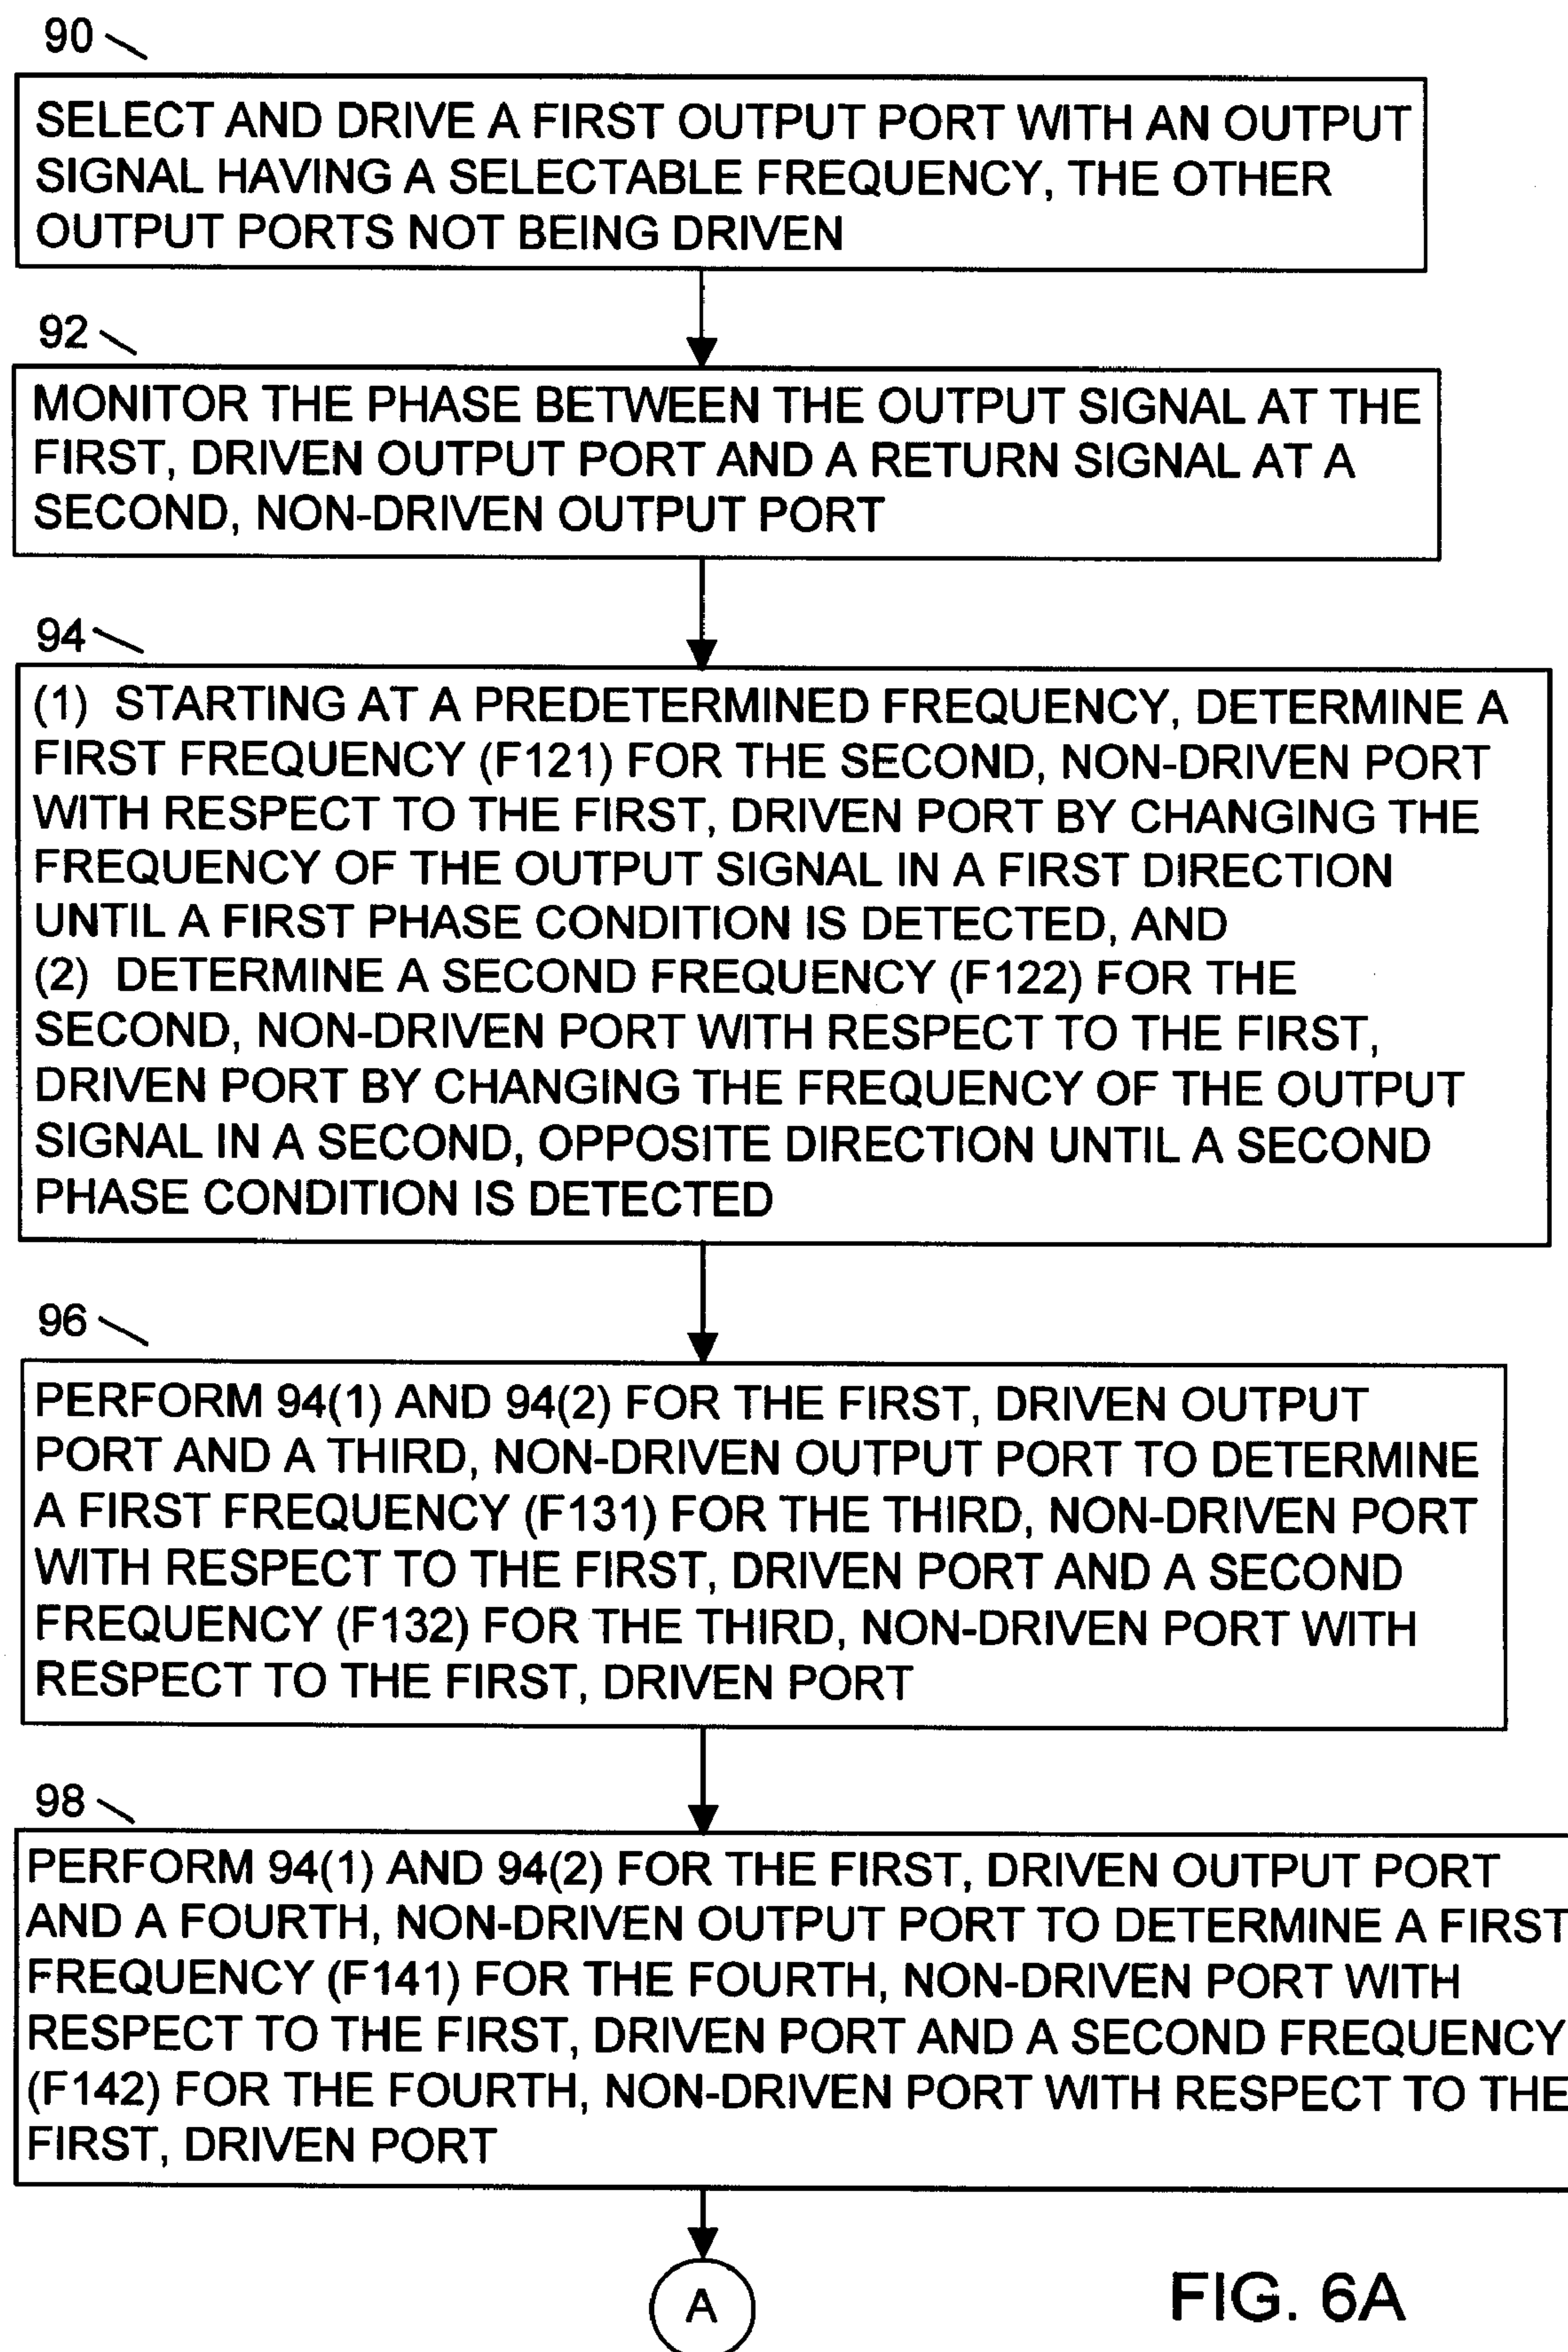 90
SELECT AND DRIVE A FIRST OUTPUT PORT WITH AN OUTPUT
SIGNAL HAVING A SELECTABLE FREQUENCY, THE OTHER
OUTPUT PORTS NOT BEING DRIVEN
92
MONITOR THE PHASE BETWEEN THE OUTPUT SIGNAL AT THE
FIRST, DRIVEN OUTPUT PORT AND A RETURN SIGNAL AT A
SECOND, NON-DRIVEN OUTPUT PORT
94
(1) STARTING AT A PREDETERMINED FREQUENCY, DETERMINE A
FIRST FREQUENCY (F121) FOR THE SECOND, NON-DRIVEN PORT
WITH RESPECT TO THE FIRST, DRIVEN PORT BY CHANGING THE
FREQUENCY OF THE OUTPUT SIGNAL IN A FIRST DIRECTION
UNTIL A FIRST PHASE CONDITION IS DETECTED, AND
(2) DETERMINE A SECOND FREQUENCY (F122) FOR THE
SECOND, NON-DRIVEN PORT WITH RESPECT TO THE FIRST,
DRIVEN PORT BY CHANGING THE FREQUENCY OF THE OUTPUT
SIGNAL IN A SECOND, OPPOSITE DIRECTION UNTIL A SECOND
PHASE CONDITION IS DETECTED
96
PERFORM 94(1) AND 94(2) FOR THE FIRST, DRIVEN OUTPUT
PORT AND A THIRD, NON-DRIVEN OUTPUT PORT TO DETERMINE
A FIRST FREQUENCY (F131) FOR THE THIRD, NON-DRIVEN PORT
WITH RESPECT TO THE FIRST, DRIVEN PORT AND A SECOND
FREQUENCY (F132) FOR THE THIRD, NON-DRIVEN PORT WITH
RESPECT TO THE FIRST, DRIVEN PORT
98
PERFORM 94(1) AND 94(2) FOR THE FIRST, DRIVEN OUTPUT PORT
AND A FOURTH, NON-DRIVEN OUTPUT PORT TO DETERMINE A FIRST
FREQUENCY (F141) FOR THE FOURTH, NON-DRIVEN PORT WITH
RESPECT TO THE FIRST, DRIVEN PORT AND A SECOND FREQUENCY
(F142) FOR THE FOURTH, NON-DRIVEN PORT WITH RESPECT TO THE
FIRST, DRIVEN PORT
A
FIG. 6A